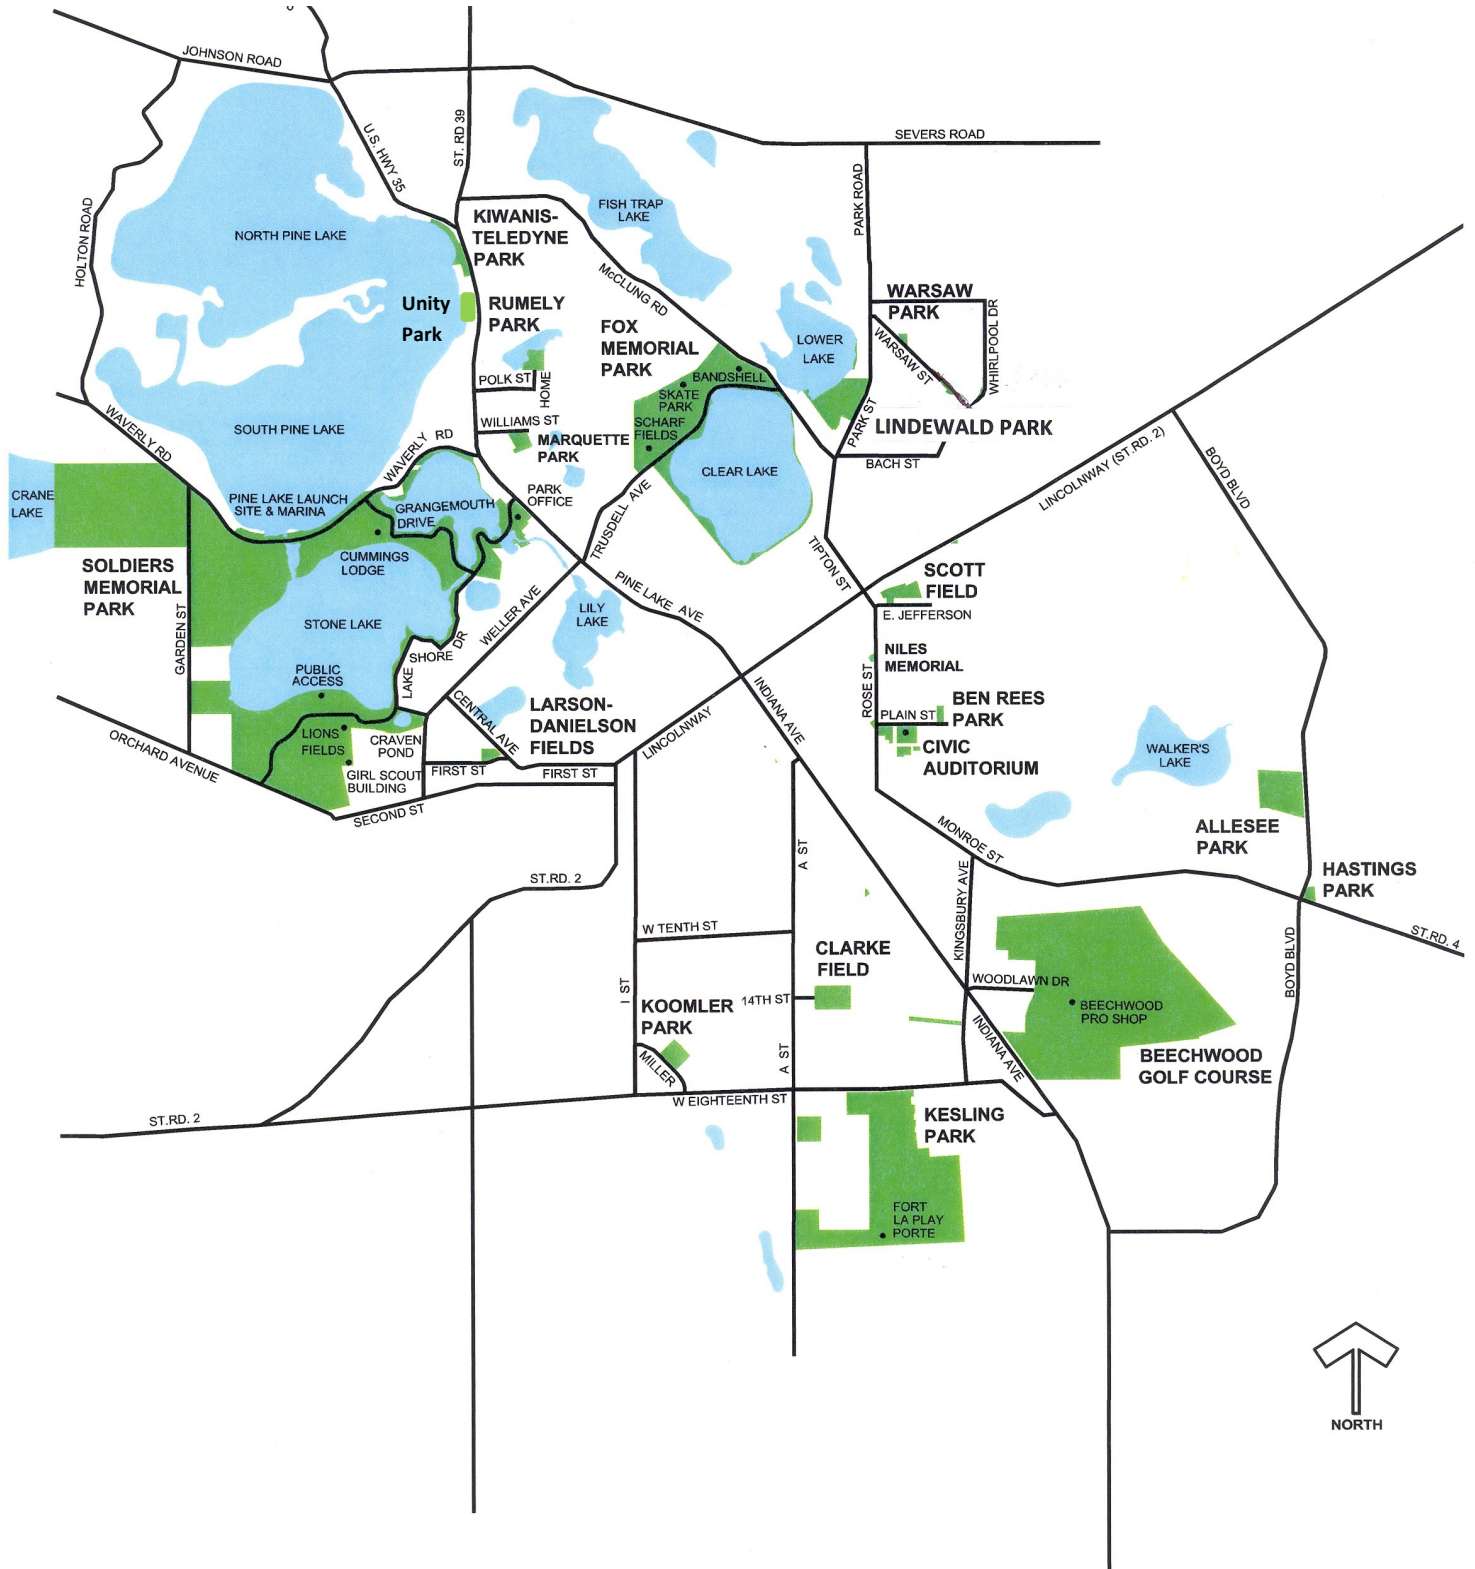 JOHNSON ROAD
U.S. HWY 35
ST. RD 39
SEVERS ROAD
HOLTON ROAD
NORTH PINE LAKE
KIWANIS-
TELEDYNE
PARK
FISH TRAP
LAKE
PARK ROAD
McCLUNG RD
Unity
Park
RUMELY
PARK
FOX
MEMORIAL
PARK
WARSAW
PARK
WARSAW ST
WHIRLPOOL DR
LOWER
LAKE
POLK ST
HOME
BANDSHELL
SKATE
PARK
SCHARF
FIELDS
WILLIAMS ST
MARQUETTE
PARK
PARK ST
LINDEWALD PARK
BACH ST
WAVERLY RD
SOUTH PINE LAKE
WAVERLY RD
CLEAR LAKE
LINCOLNWAY (ST.RD. 2)
BOYD BLVD
CRANE
LAKE
PINE LAKE LAUNCH
SITE & MARINA
GRANGEMOUTH
DRIVE
PARK
OFFICE
TRUSDELL AVE
TIPTON ST
CUMMINGS
LODGE
SOLDIERS
MEMORIAL
PARK
GARDEN ST
STONE LAKE
PUBLIC
ACCESS
LAKE
SHORE
DR
WELLER AVE
LILY
LAKE
PINE LAKE AVE
SCOTT
FIELD
E. JEFFERSON
NILES
MEMORIAL
ROSE ST
PLAIN ST
BEN REES
PARK
CIVIC
AUDITORIUM
WALKER'S
LAKE
ORCHARD AVENUE
LIONS
FIELDS
CRAVEN
POND
GIRL SCOUT
BUILDING
CENTRAL AVE
LARSON-
DANIELSON
FIELDS
FIRST ST
FIRST ST
SECOND ST
LINCOLNWAY
INDIANA AVE
ALLESEE
PARK
HASTINGS
PARK
MONROE ST
ST.RD. 4
A ST
ST.RD. 2
KINGSBURY AVE
W TENTH ST
CLARKE
FIELD
BOYD BLVD
I ST
14TH ST
KOOMLER
PARK
WOODLAWN DR
BEECHWOOD
PRO SHOP
INDIANA AVE
BEECHWOOD
GOLF COURSE
MILLER
A ST
W EIGHTEENTH ST
ST.RD. 2
KESLING
PARK
FORT
LA PLAY
PORTE
NORTH